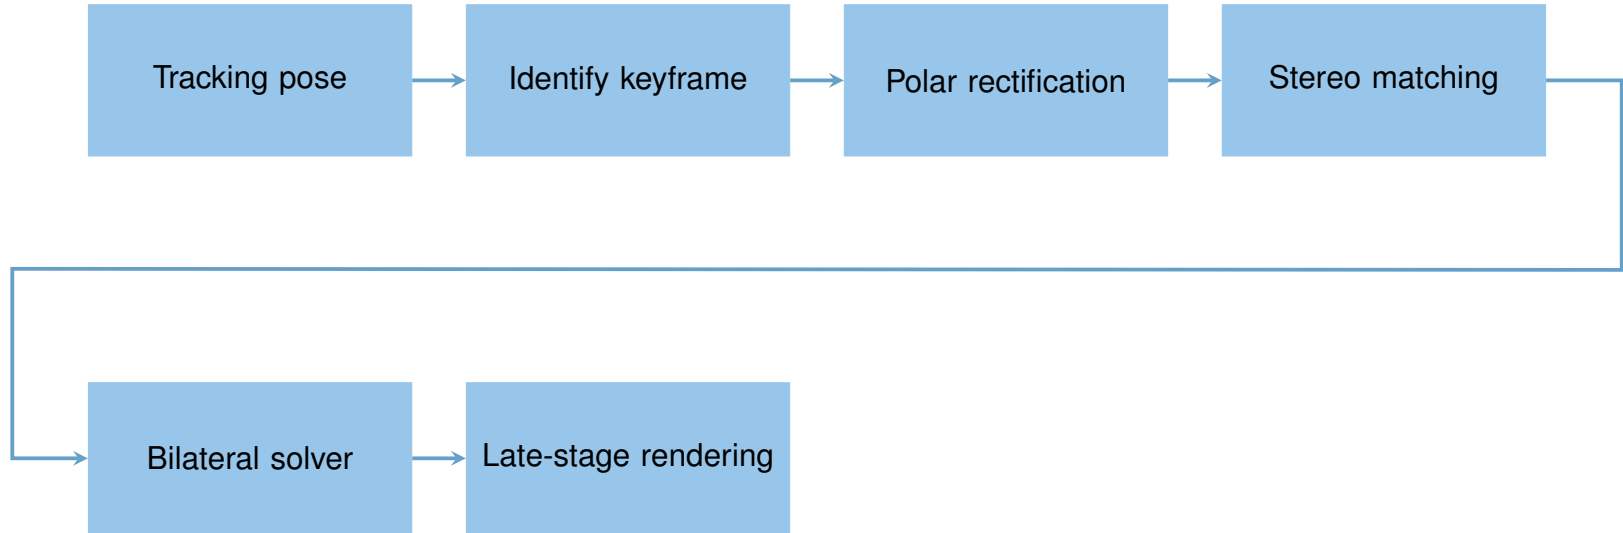 Tracking pose
Identify keyframe
Polar rectification
Stereo matching
Bilateral solver
Late-stage rendering